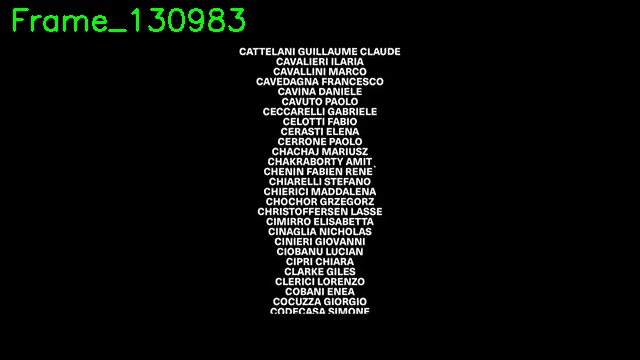 Frame_130983
CATTELANI GUILLAUME CLAUDE
CAVALIERI ILARIA
CAVALLINI MARCO
CAVEDAGNA FRANCESCO
CAVINA DANIELE
CAVUTO PAOLO
CECCARELLI GABRIELE
CELOTTI FABIO
CERASTI ELENA
CERRONE PAOLO
CHACHAJ MARIUSZ
CHAKRABORTY AMIT
CHENIN FABIEN RENE`
CHIARELLI STEFANO
CHIERICI MADDALENA
CHOCHOR GRZEGORZ
CHRISTOFFERSEN LASSE
CIMIRRO ELISABETTA
CINAGLIA NICHOLAS
CINIERI GIOVANNI
CIOBANU LUCIAN
CIPRI CHIARA
CLARKE GILES
CLERICI LORENZO
COBANI ENEA
COCUZZA GIORGIO
CODECASA SIMONE